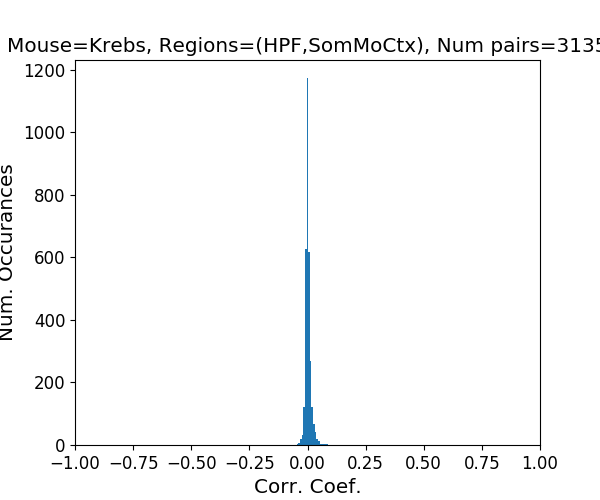 Mouse=Krebs, Regions=(HPF,SomMoCtx), Num pairs=3135
1200
1000
800
600
400
200
0
Num. Occurances
−1.00 −0.75 −0.50 −0.25 0.00 0.25 0.50 0.75 1.00
Corr. Coef.